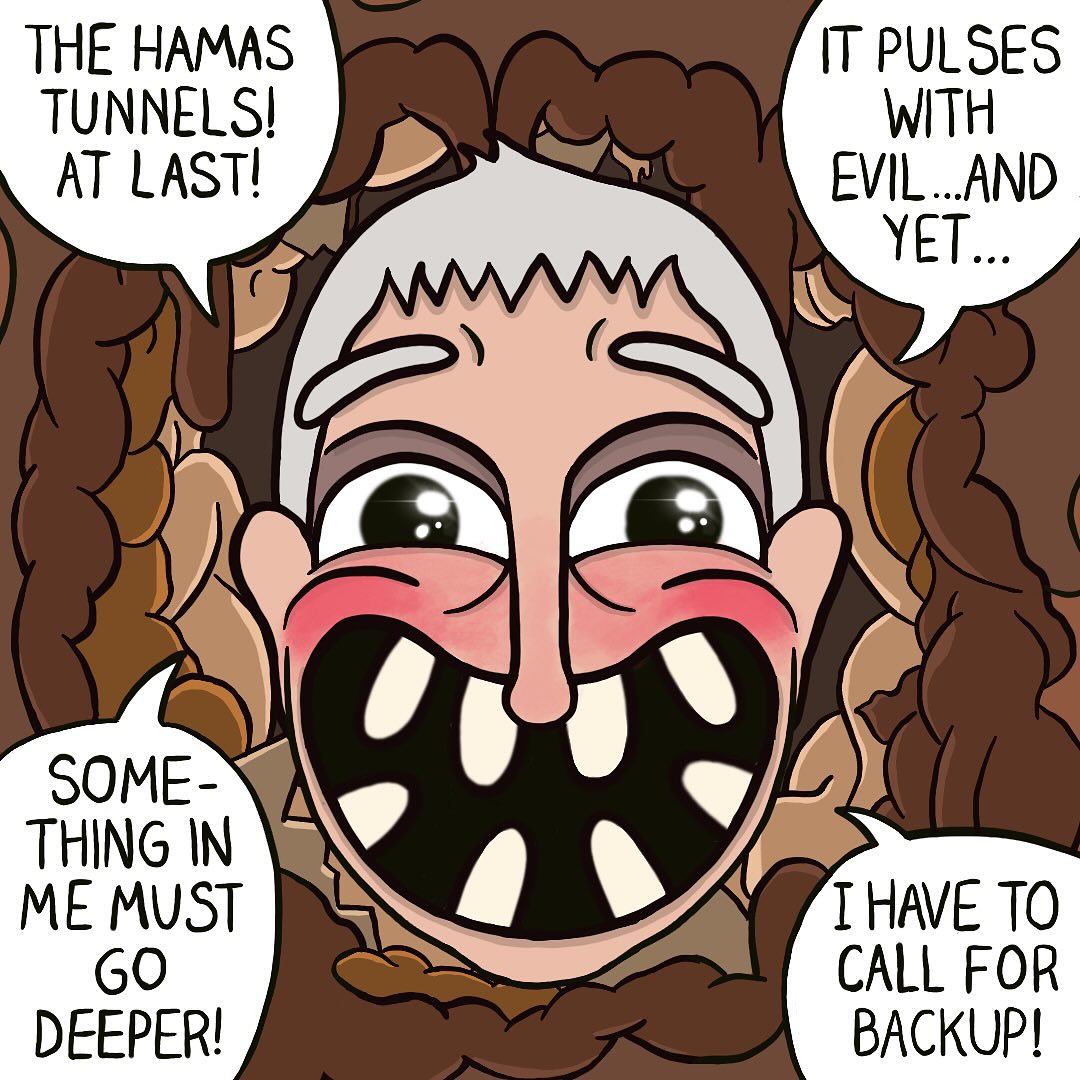 THE HAMAS
TUNNELS!
AT LAST!
IT PULSES
WITH
EVIL...AND
YET...
SOME-
THING IN
ME MUST
GO
DEEPER!
I HAVE TO
CALL FOR
BACKUP!